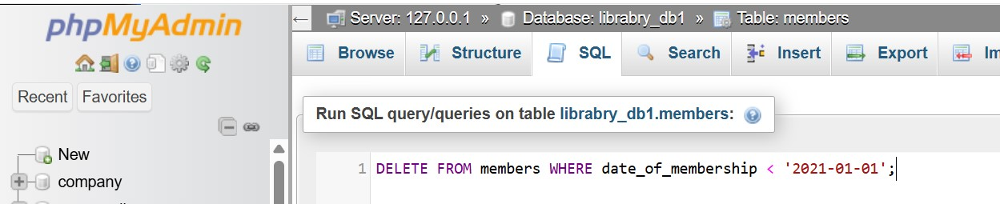 phpMyAdmin
Server: 127.0.0.1 » Database: librabry_db1 » Table: members
Browse Structure SQL Search Insert Export Im
Recent Favorites
Run SQL query/queries on table librabry_db1.members:
New
company
1 DELETE FROM members WHERE date_of_membership < '2021-01-01';